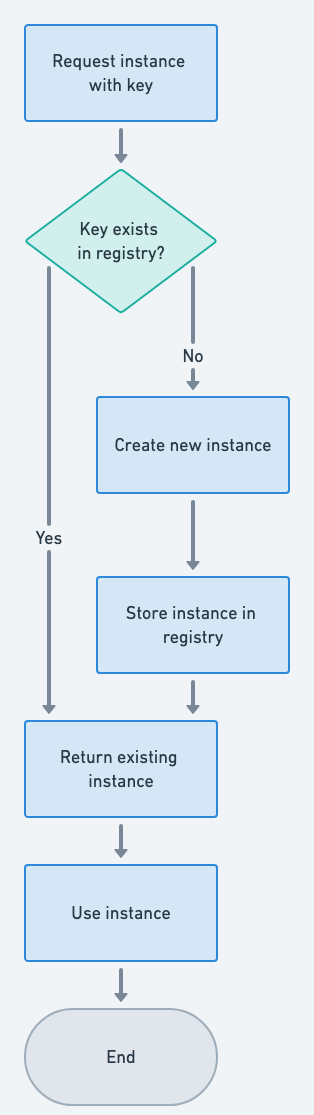 Request instance
with key
Key exists
in registry?
No
Create new instance
Yes
Store instance in
registry
Return existing
instance
Use instance
End